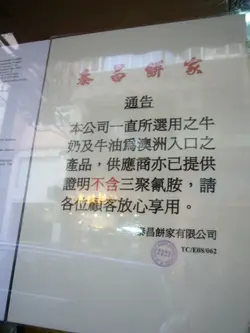 泰昌餅家
通告
本公司一直所選用之牛
奶及牛油爲澳洲入口之
產品，供應商亦已提供
證明不含三聚氰胺，請
各位顧客放心享用。
泰昌餅家有限公司
TC/E08/062